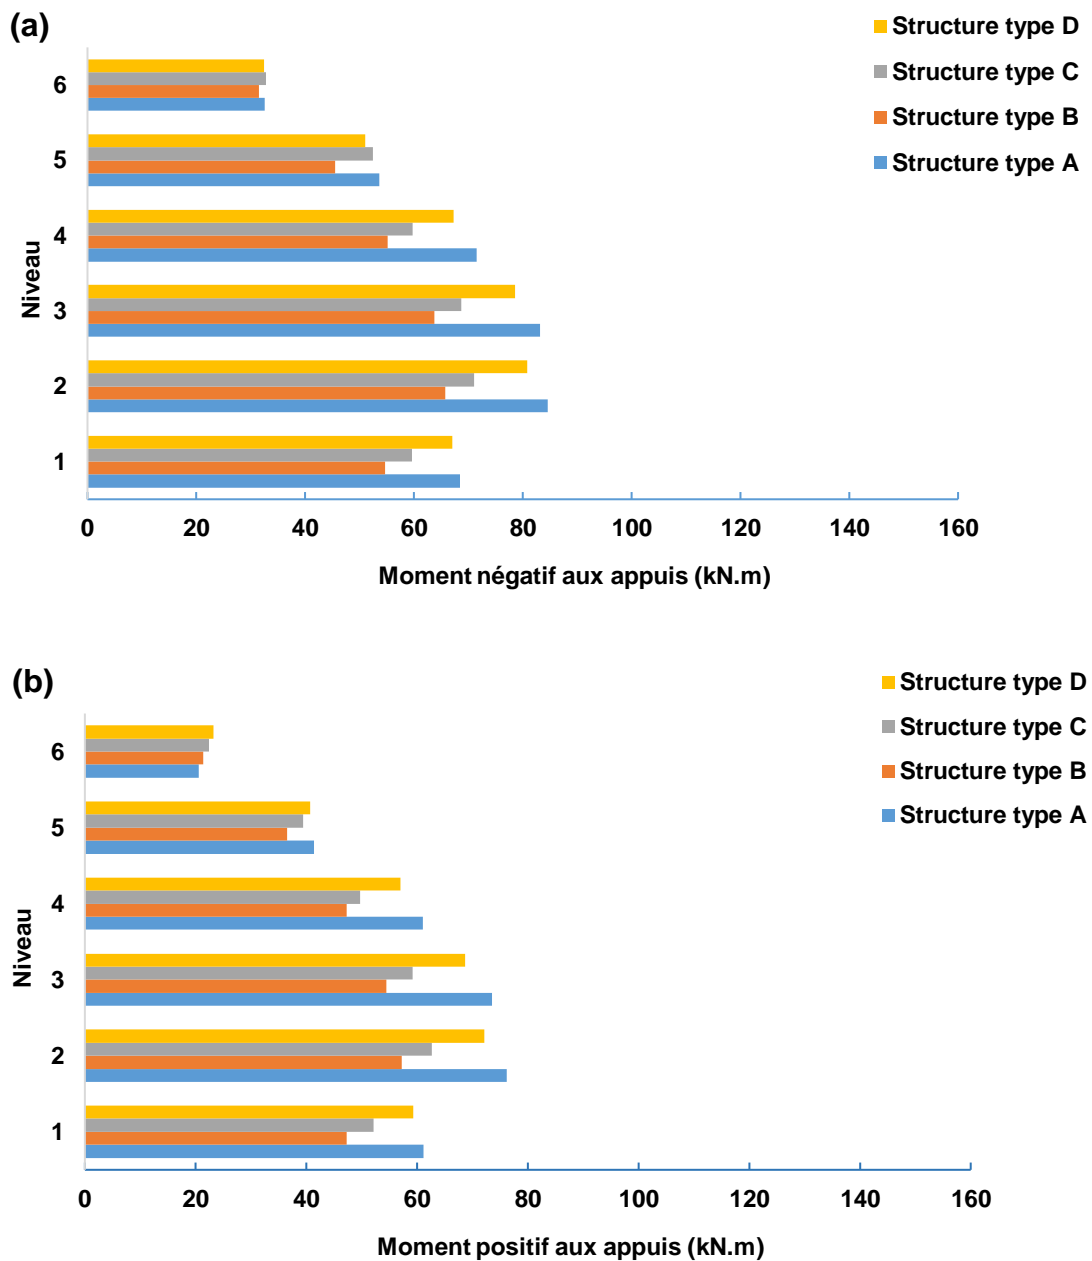 (a)
Structure type D
Structure type C
Structure type B
Structure type A
6
5
4
3
2
1
Niveau
0 20 40 60 80 100 120 140 160
Moment négatif aux appuis (kN.m)
(b)
Structure type D
Structure type C
Structure type B
Structure type A
6
5
4
3
2
1
Niveau
0 20 40 60 80 100 120 140 160
Moment positif aux appuis (kN.m)